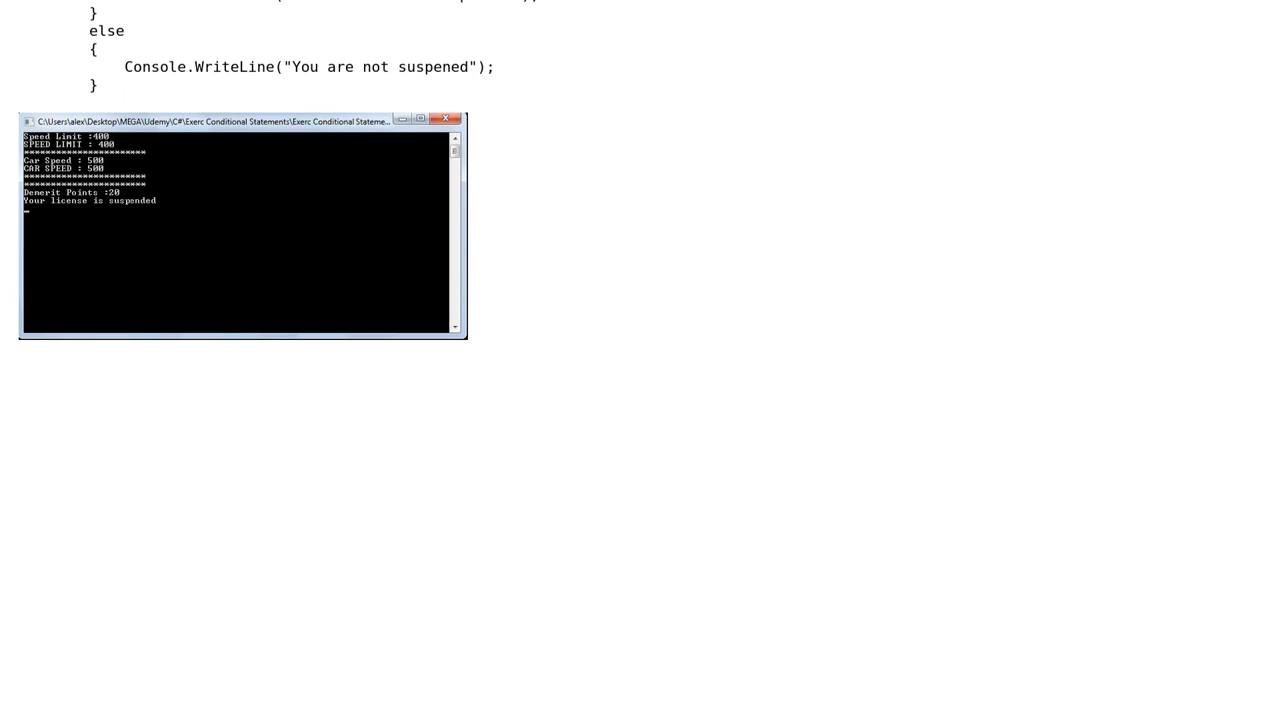 }
else
{
Console.WriteLine("You are not suspened");
}
C:\Users\alex\Desktop\MEGA\Udemy\C#\Exerc Conditional Statements\Exerc Conditional Stateme...
Speed Limit :400
SPEED LIMIT : 400
***********************
Car Speed : 500
CAR SPEED : 500
***********************
***********************
Demerit Points :20
Your license is suspended